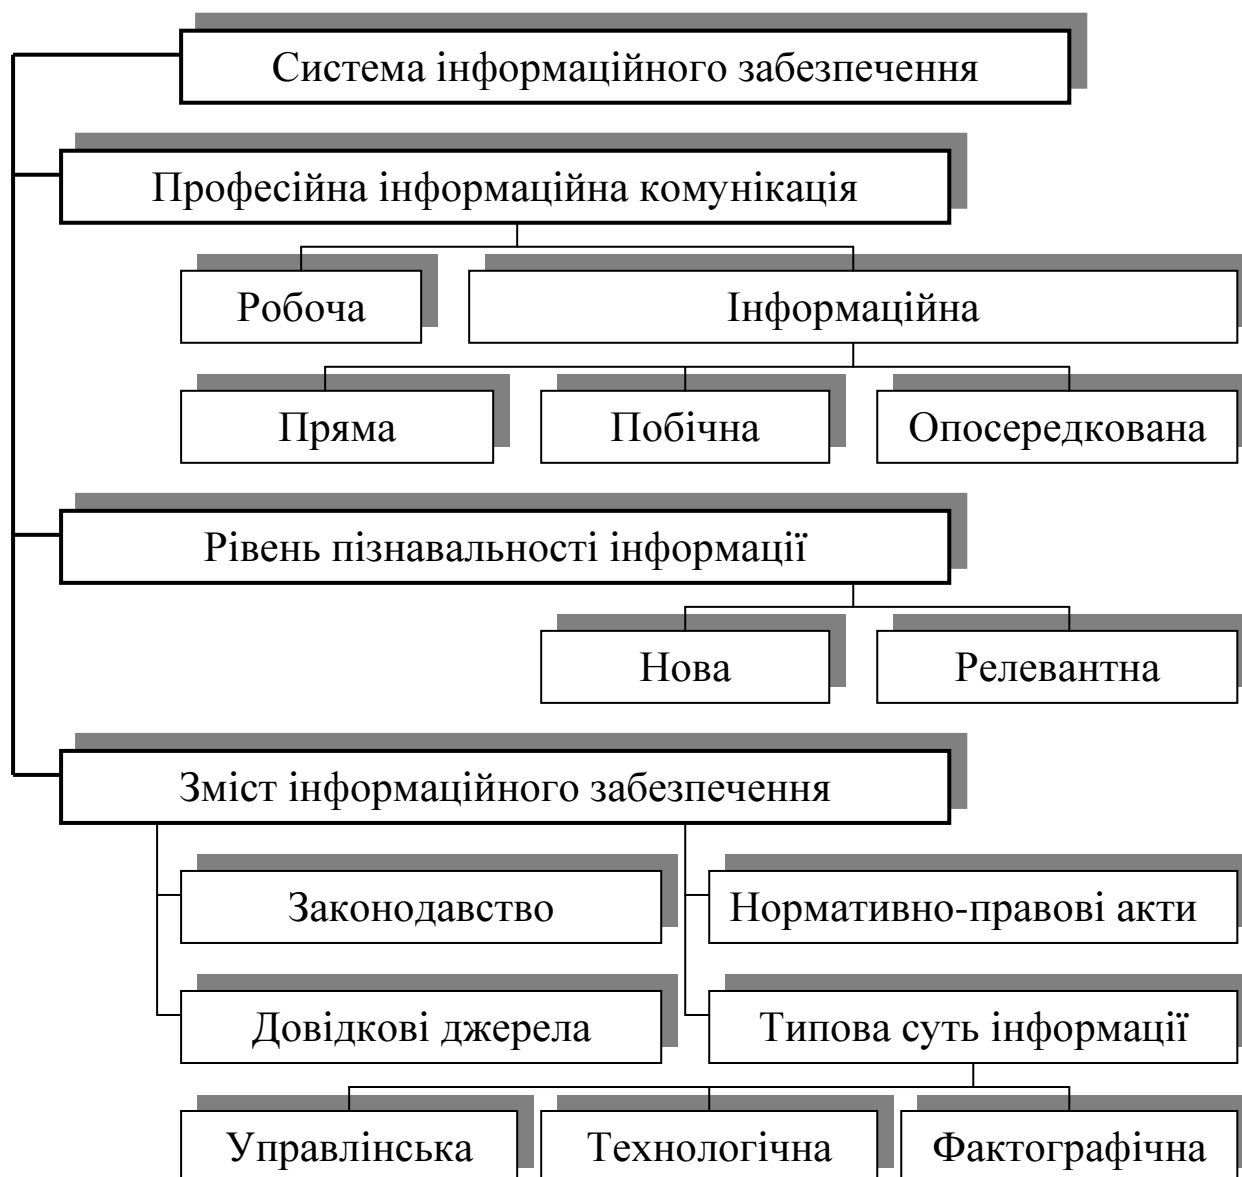 Система інформаційного забезпечення
Професійна інформаційна комунікація
Робоча
Інформаційна
Пряма
Побічна
Опосередкована
Рівень пізнавальності інформації
Нова
Релевантна
Зміст інформаційного забезпечення
Законодавство
Нормативно-правові акти
Довідкові джерела
Типова суть інформації
Управлінська
Технологічна
Фактографічна